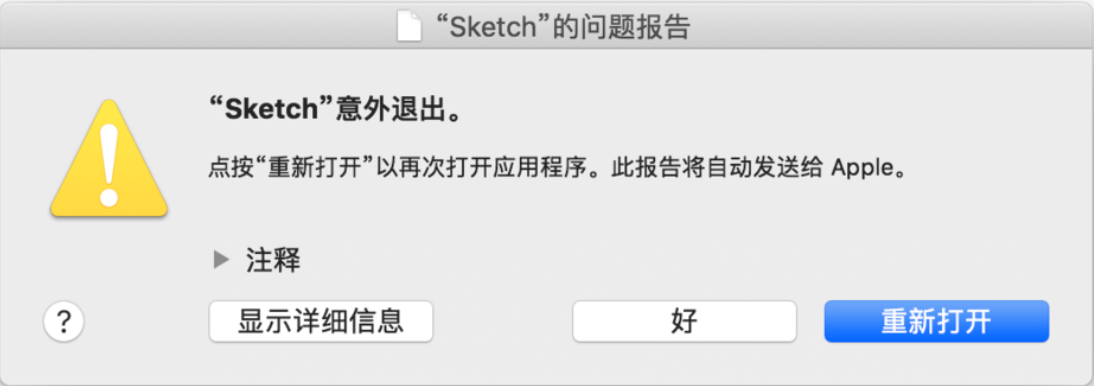 “Sketch”的问题报告
“Sketch”意外退出。
点按“重新打开”以再次打开应用程序。此报告将自动发送给 Apple。
注释
?
显示详细信息
好
重新打开